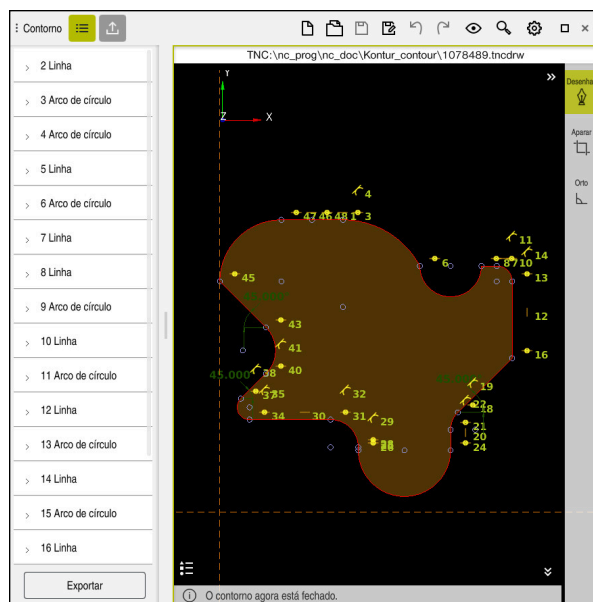 Contorno
TNC:\nc_prog\nc_doc\Kontur_contour\1078489.tncdrw
2 Linha
3 Arco de círculo
4 Arco de círculo
5 Linha
6 Arco de círculo
7 Linha
8 Linha
9 Arco de círculo
10 Linha
11 Arco de círculo
12 Linha
13 Arco de círculo
14 Linha
15 Arco de círculo
16 Linha
Exportar
Y
Z
X
4
47 46 48 1 3
11
14
6
8 7 10
13
45
12
43
41
16
38
40
45.000
19
35
32
22
18
34
30
31
29
21
20
24
Desenha
Aparar
Orto
O contorno agora está fechado.